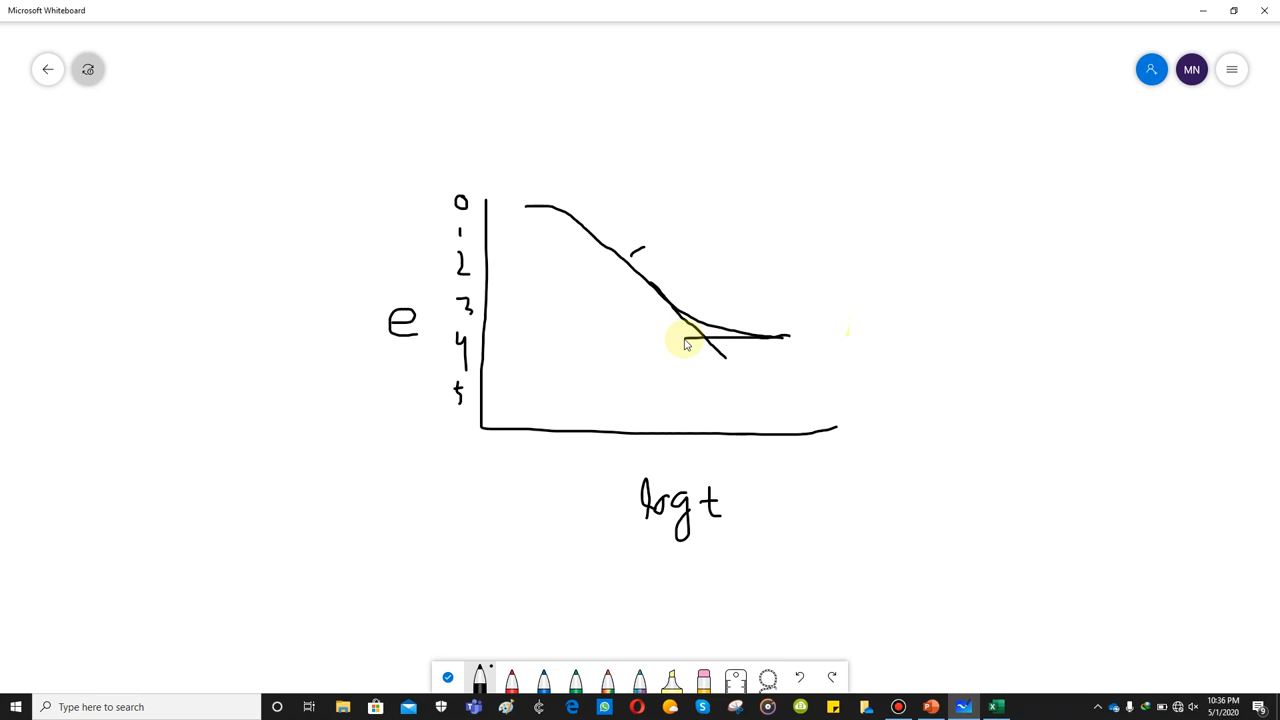 Microsoft Whiteboard
MN
0
1
2
3
e
4
5
log t
Type here to search
10:36 PM
5/1/2020